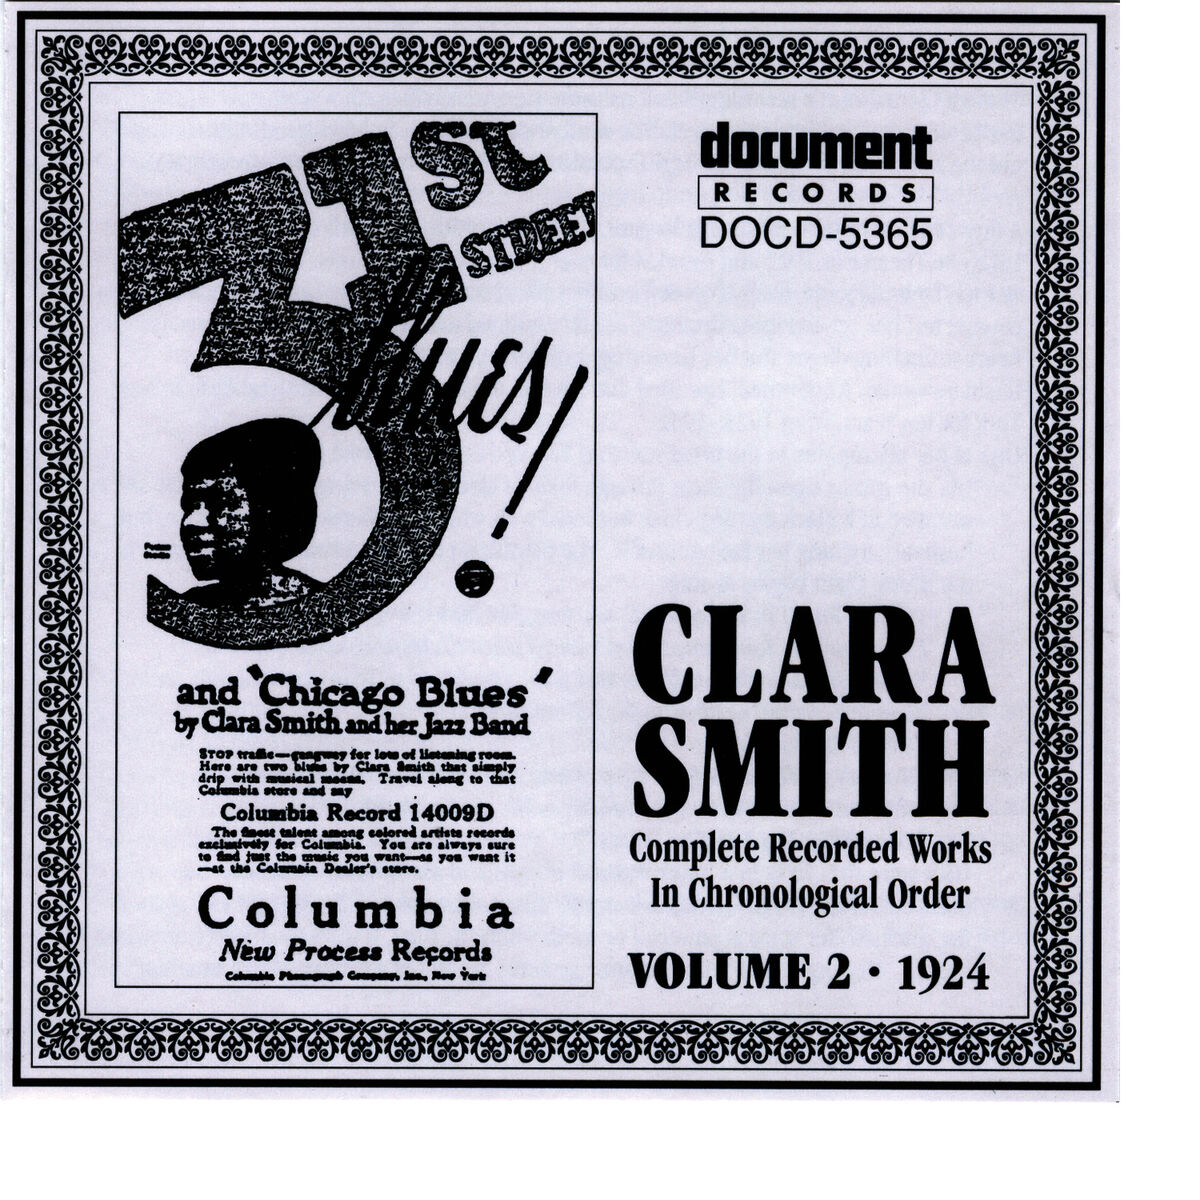 31st
STREET
blues!
and "Chicago Blues"
by Clara Smith and her Jazz Band
STOP traffic—gangway for lots of listening room.
Here are two blues by Clara Smith that simply
drip with musical moans. Travel along to that
Columbia store and say
Columbia Record 14009D
The finest talent among colored artists records
exclusively for Columbia. You are always sure
to find just the music you want—as you want it
—at the Columbia Dealer's store.
Columbia
New Process Records
Columbia Phonograph Company, Inc., New York
document
RECORDS
DOCD-5365
CLARA
SMITH
Complete Recorded Works
In Chronological Order
VOLUME 2 • 1924